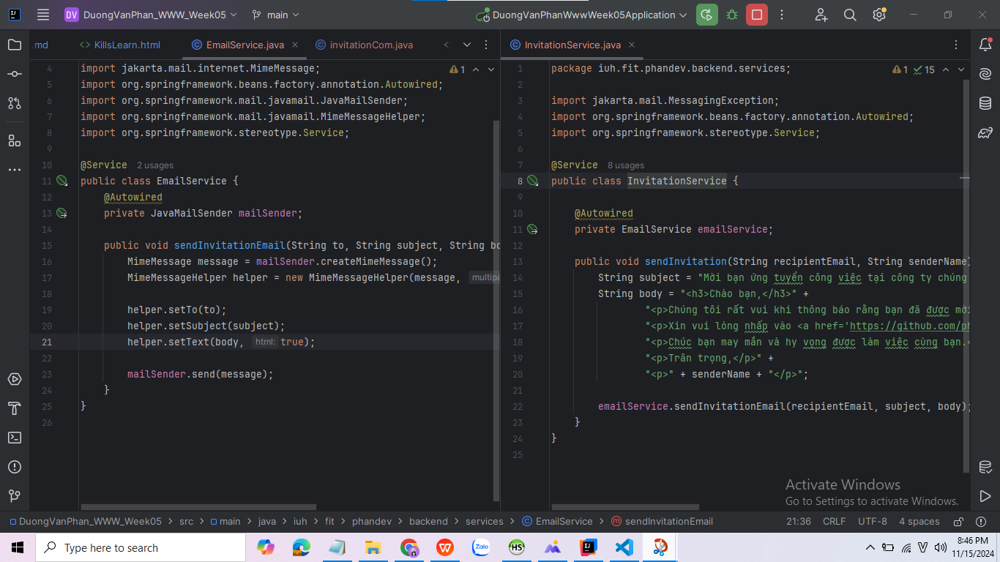 DV DuongVanPhan_WWW_Week05 main DuongVanPhanWwwWeek05Application
.md KillsLearn.html EmailService.java invitationCom.java
4 import jakarta.mail.internet.MimeMessage; 1
5 import org.springframework.beans.factory.annotation.Autowired;
6 import org.springframework.mail.javamail.JavaMailSender;
7 import org.springframework.mail.javamail.MimeMessageHelper;
8 import org.springframework.stereotype.Service;
9
10 @Service 2 usages
11 public class EmailService {
12 @Autowired
13 private JavaMailSender mailSender;
14
15 public void sendInvitationEmail(String to, String subject, String bo
16 MimeMessage message = mailSender.createMimeMessage();
17 MimeMessageHelper helper = new MimeMessageHelper(message, multipa
18
19 helper.setTo(to);
20 helper.setSubject(subject);
21 helper.setText(body, html: true);
22
23 mailSender.send(message);
24 }
25 }
26
InvitationService.java
1 package iuh.fit.phandev.backend.services; 1 15
2
3 import jakarta.mail.MessagingException;
4 import org.springframework.beans.factory.annotation.Autowired;
5 import org.springframework.stereotype.Service;
6
7 @Service 8 usages
8 public class InvitationService {
9
10 @Autowired
11 private EmailService emailService;
12
13 public void sendInvitation(String recipientEmail, String senderName)
14 String subject = "Mời bạn ứng tuyển công việc tại công ty chúng
15 String body = "<h3>Chào bạn,</h3>" +
16 "<p>Chúng tôi rất vui khi thông báo rằng bạn đã được mời
17 "<p>Xin vui lòng nhấp vào <a href='https://github.com/ph
18 "<p>Chúc bạn may mắn và hy vọng được làm việc cùng bạn.<
19 "<p>Trân trọng,</p>" +
20 "<p>" + senderName + "</p>";
21
22 emailService.sendInvitationEmail(recipientEmail, subject, body);
23 }
24 }
25
Activate Windows
Go to Settings to activate Windows.
DuongVanPhan_WWW_Week05 > src > main > java > iuh > fit > phandev > backend > services > EmailService > sendInvitationEmail 21:36 CRLF UTF-8 4 spaces
Type here to search
Zalo
HS
8:46 PM
11/15/2024